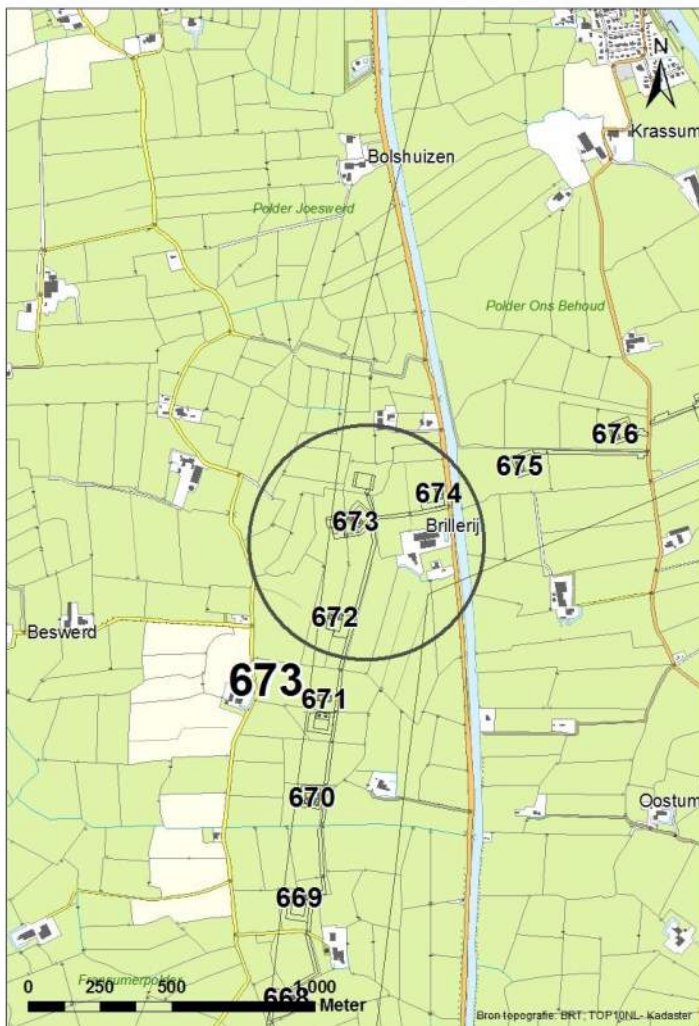 N
Krassum
Bolshuizen
Polder Joeswerd
Polder Ons Behoud
676
675
674
673
Brillerij
672
Beswerd
673
671
670
Oostum
669
Fransumerpolder
668
0 250 500 1.000
Meter
Bron topografie: BRT; TOP10NL- Kadaster